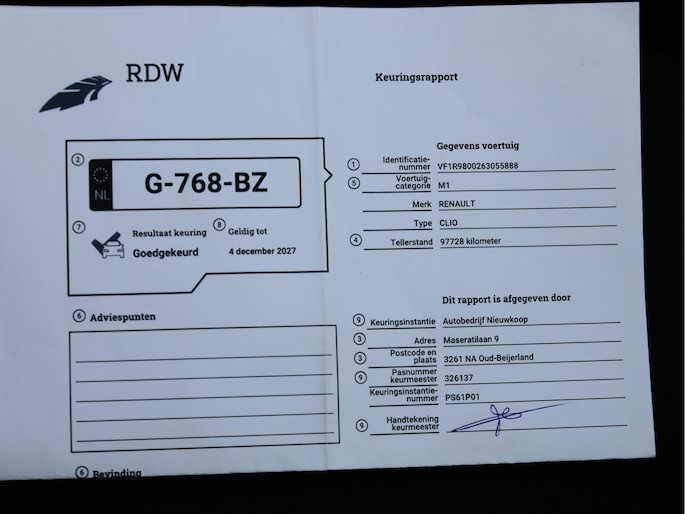 RDW
Keuringsrapport
2
NL
G-768-BZ
7 Resultaat keuring
Goedgekeurd
8 Geldig tot
4 december 2027
6 Adviespunten
6 Bevinding
Gegevens voertuig
1 Identificatie-
nummer VF1R9800263055888
5 Voertuig-
categorie M1
Merk RENAULT
Type CLIO
4 Tellerstand 97728 kilometer
Dit rapport is afgegeven door
9 Keuringsinstantie Autobedrijf Nieuwkoop
3 Adres Maseratilaan 9
3 Postcode en
plaats 3261 NA Oud-Beijerland
9 Pasnummer
keurmeester 326137
Keuringsinstantie-
nummer PS61P01
9 Handtekening
keurmeester